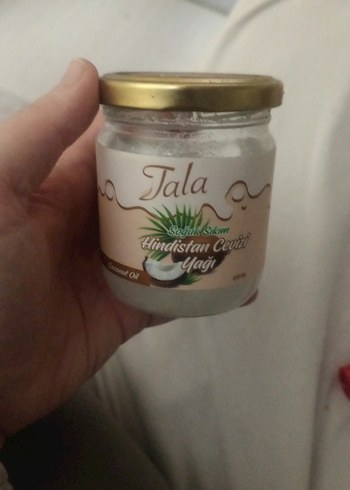 Tala
Soğuk Sıkım
Hindistan Cevizi
Yağı
Coconut Oil